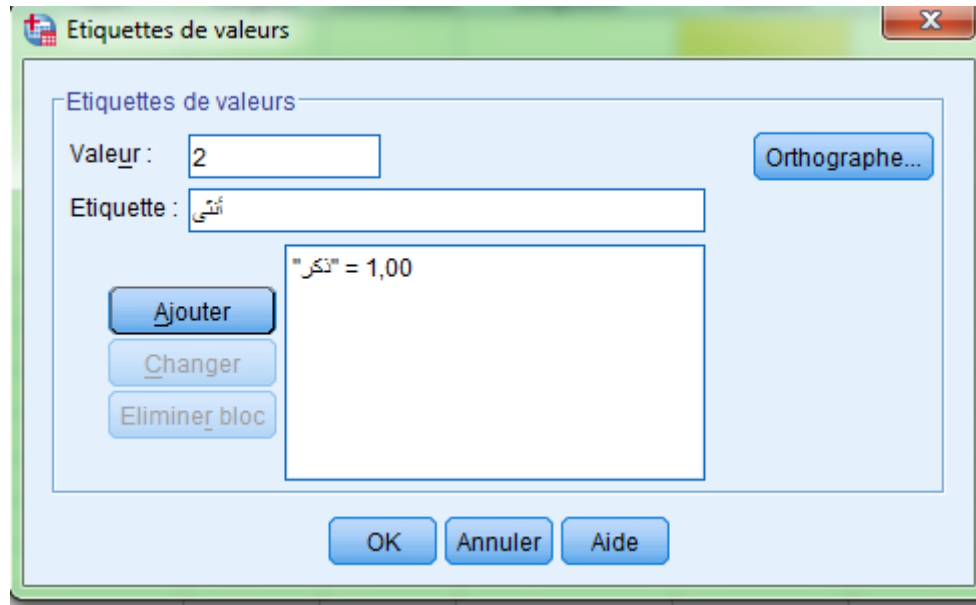 Etiquettes de valeurs
Etiquettes de valeurs
Valeur : 2
Orthographe...
Etiquette : أنثى
"ذكر" = 1,00
Ajouter
Changer
Eliminer bloc
OK Annuler Aide